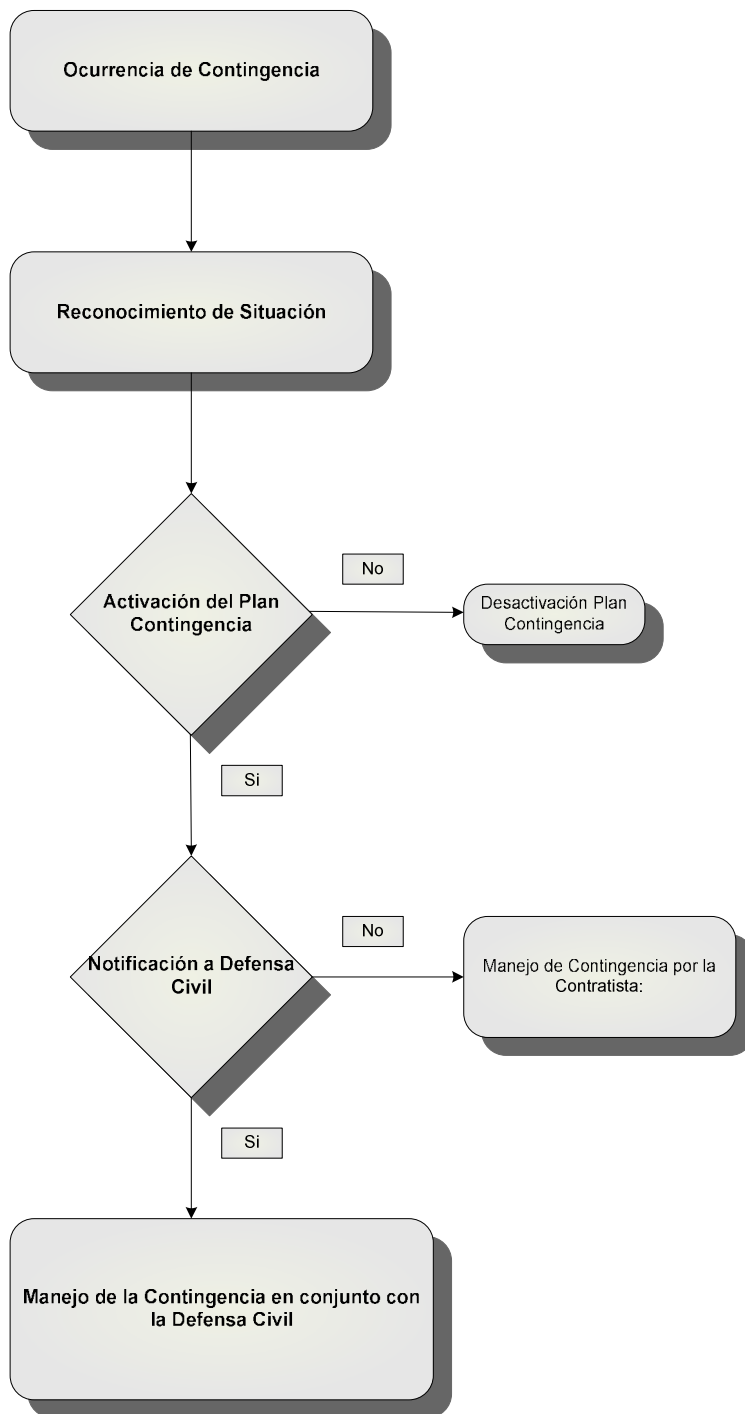 Ocurrencia de Contingencia
Reconocimiento de Situación
Activación del Plan
Contingencia
No
Desactivación Plan
Contingencia
Si
Notificación a Defensa
Civil
No
Manejo de Contingencia por la
Contratista:
Si
Manejo de la Contingencia en conjunto con
la Defensa Civil